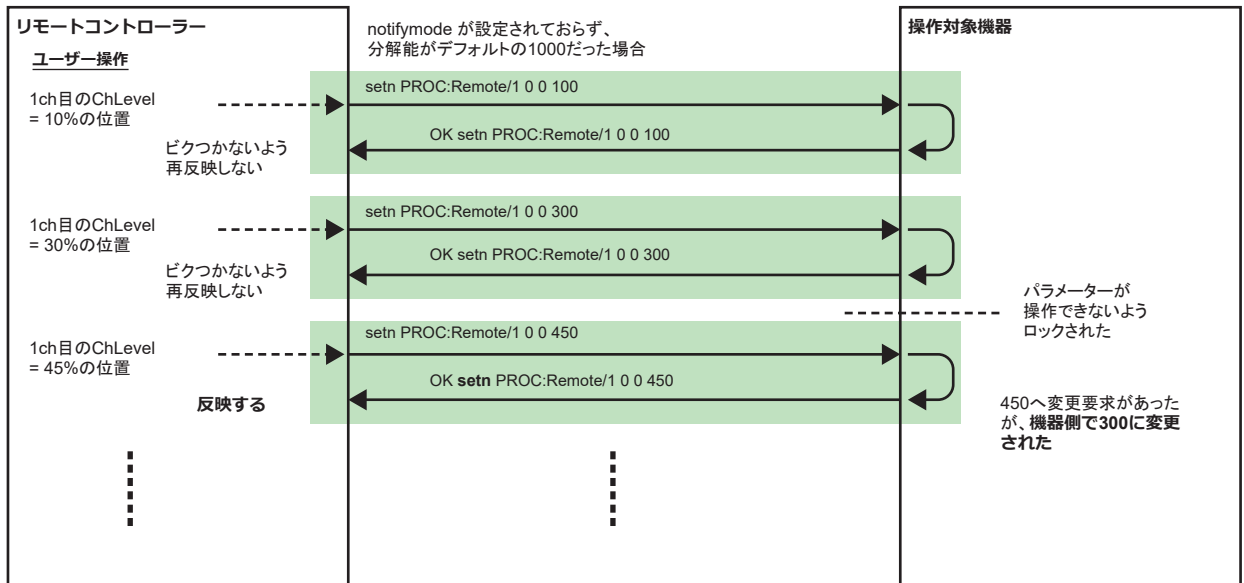 リモートコントローラー
notifymode が設定されておらず、
分解能がデフォルトの1000だった場合
操作対象機器
ユーザー操作
1ch目のChLevel
= 10%の位置
setn PROC:Remote/1 0 0 100
OK setn PROC:Remote/1 0 0 100
ビクつかないよう
再反映しない
1ch目のChLevel
= 30%の位置
setn PROC:Remote/1 0 0 300
OK setn PROC:Remote/1 0 0 300
ビクつかないよう
再反映しない
パラメーターが
操作できないよう
ロックされた
1ch目のChLevel
= 45%の位置
setn PROC:Remote/1 0 0 450
OK setn PROC:Remote/1 0 0 450
反映する
450へ変更要求があった
が、機器側で300に変更
された